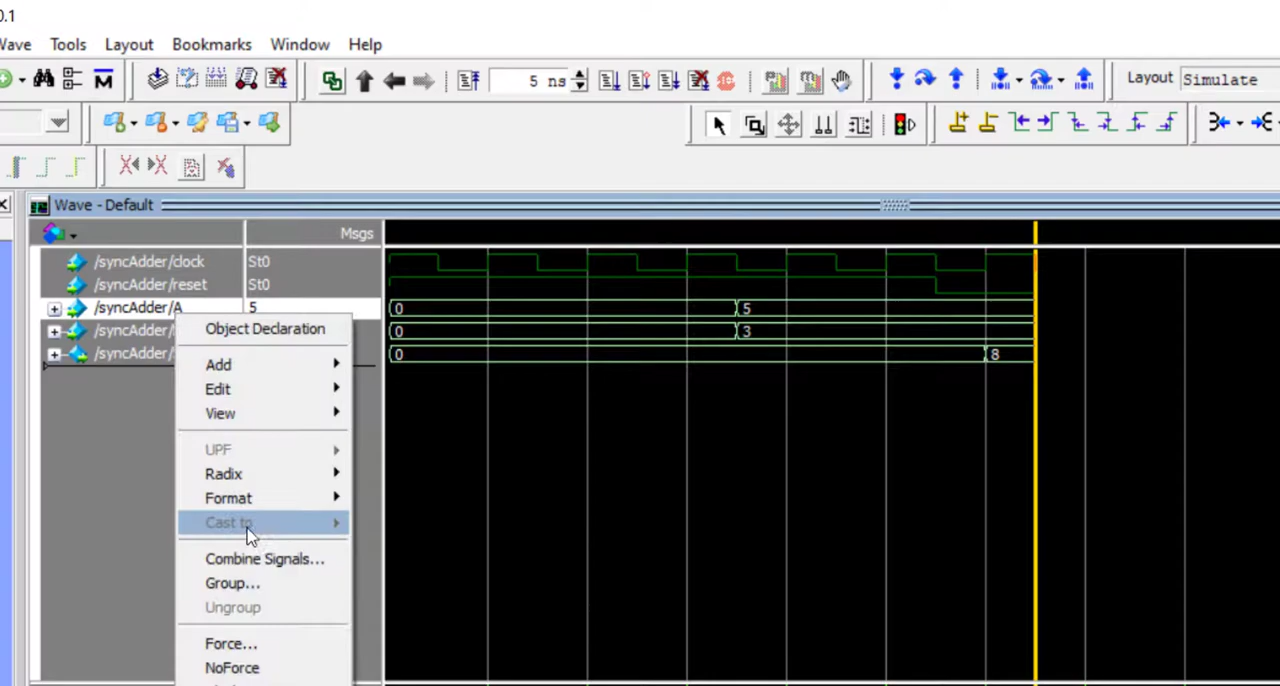 0.1
Wave Tools Layout Bookmarks Window Help
5 ns Layout Simulate
Wave - Default
Msgs
/syncAdder/clock St0
/syncAdder/reset St0
/syncAdder/A 5 0 5
/syncAdder/ 0 3
/syncAdder/ 0 8
Object Declaration
Add
Edit
View
UPF
Radix
Format
Cast to
Combine Signals...
Group...
Ungroup
Force...
NoForce